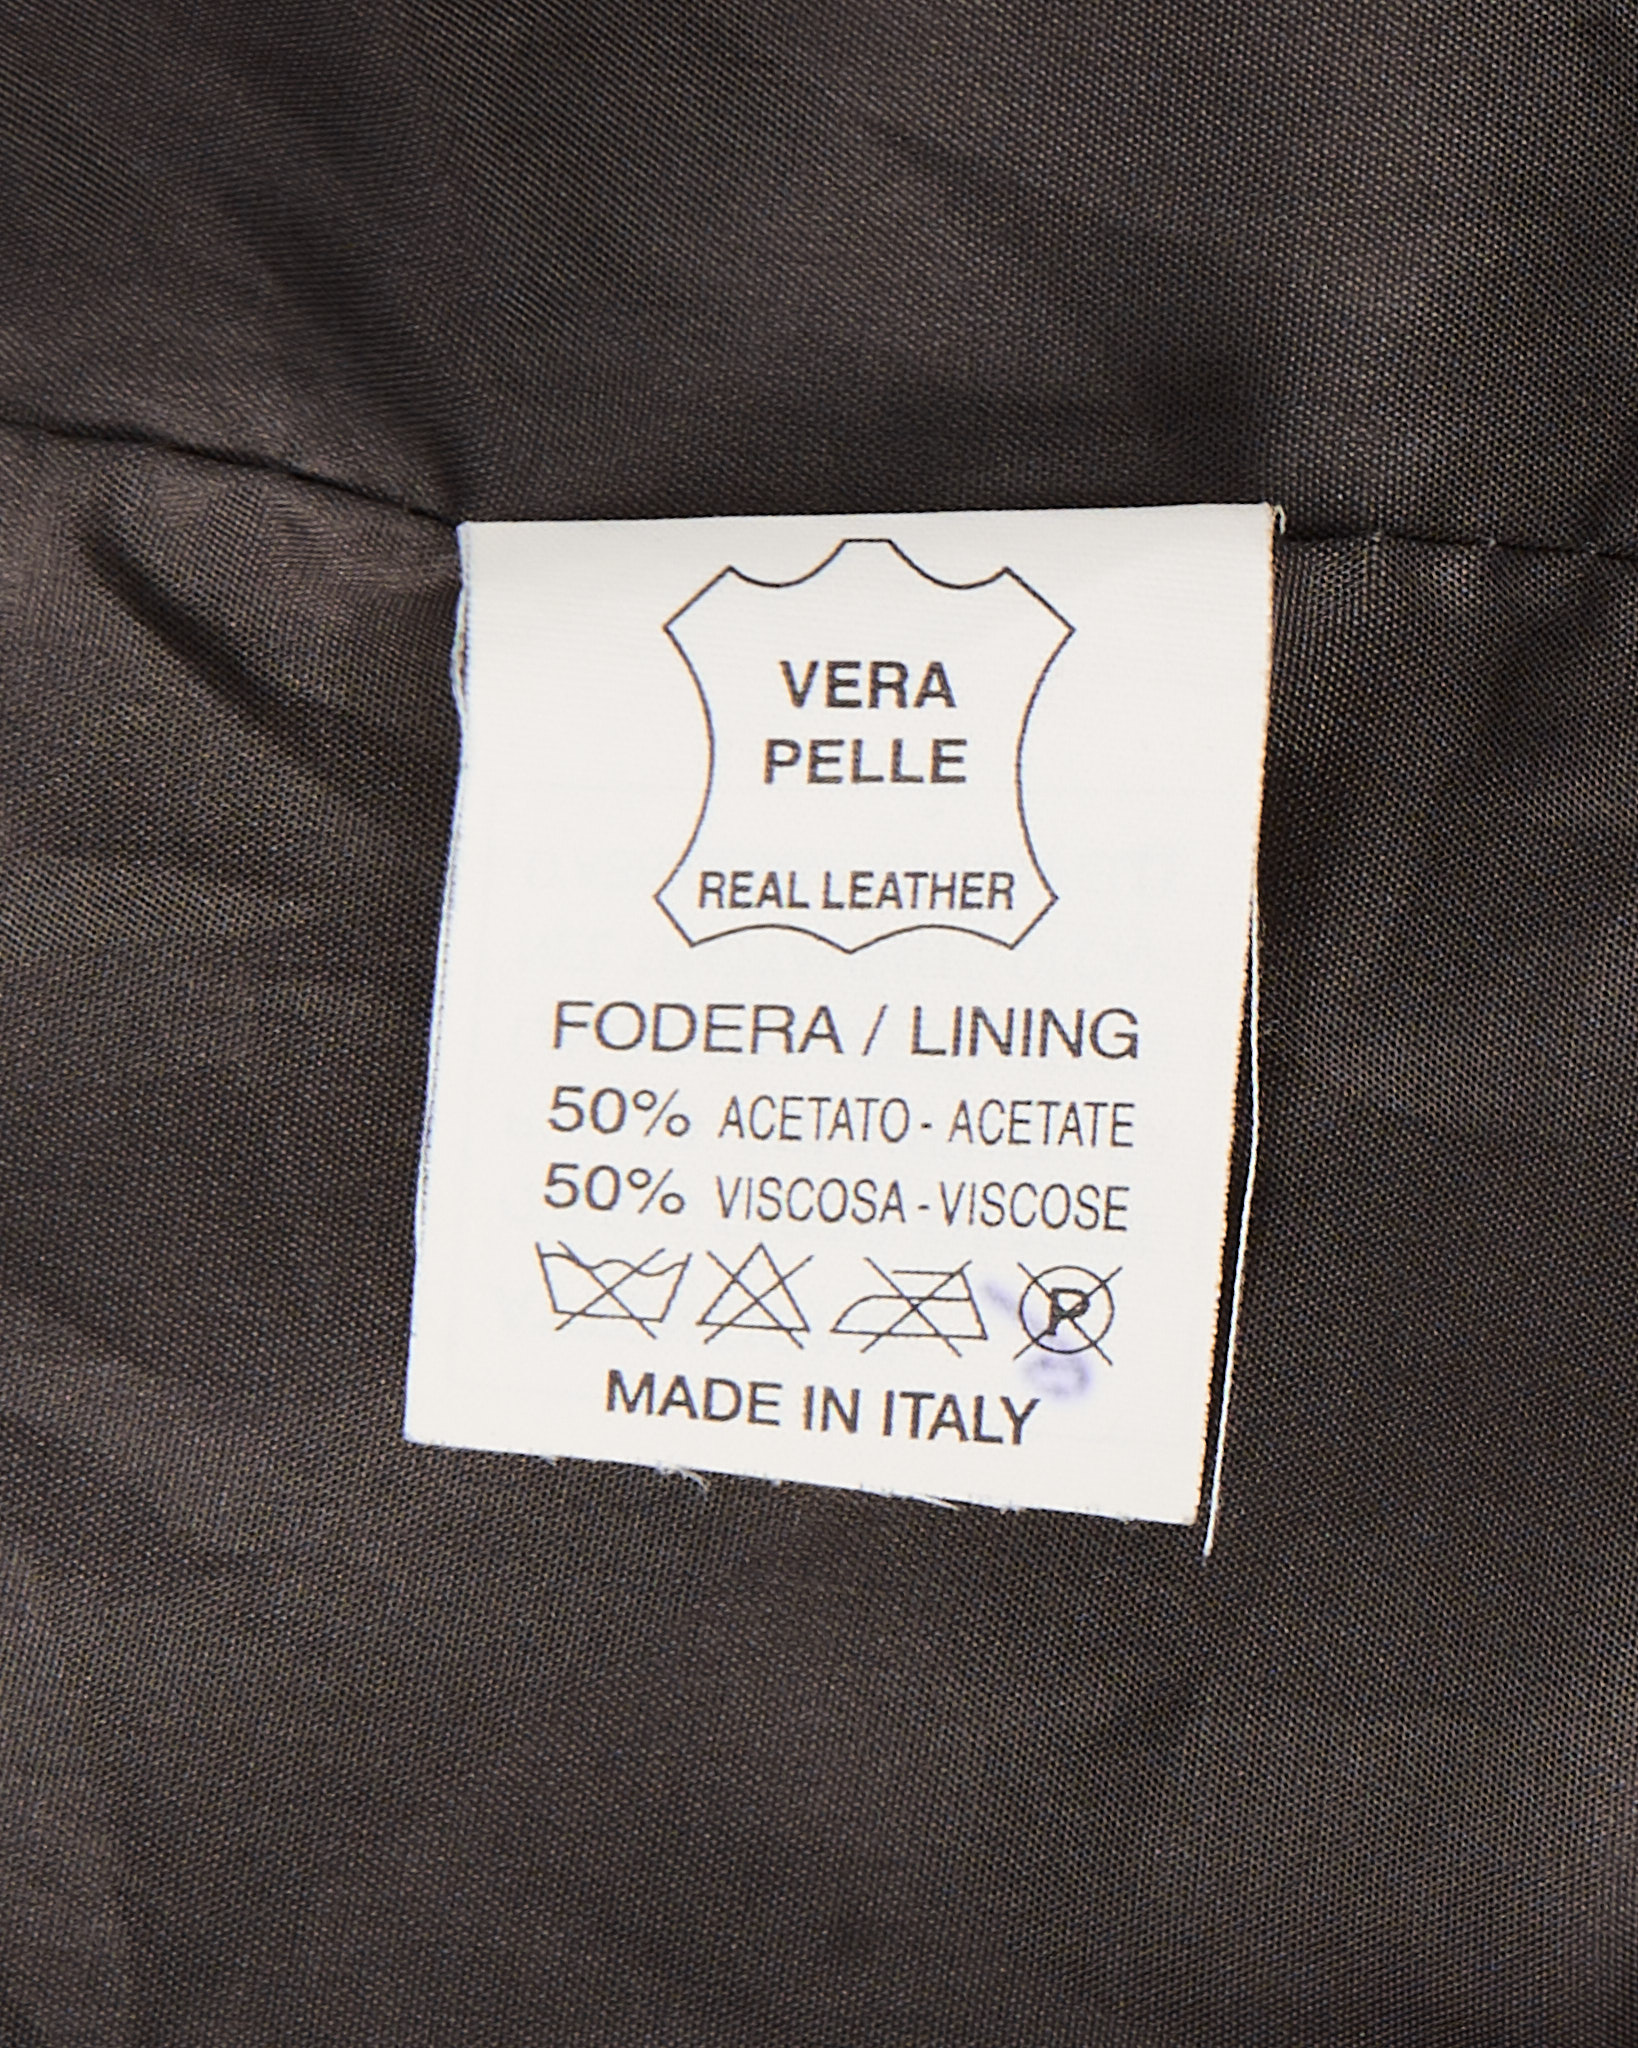 VERA
PELLE
REAL LEATHER
FODERA / LINING
50% ACETATO - ACETATE
50% VISCOSA - VISCOSE
P
MADE IN ITALY